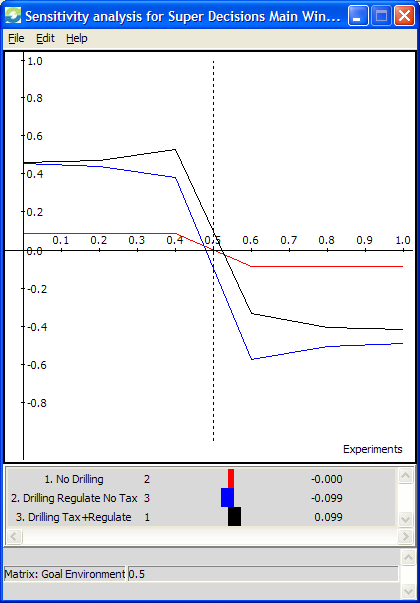 Sensitivity analysis for Super Decisions Main Win...
File Edit Help
1.0
0.8
0.6
0.4
0.2
0.1 0.2 0.3 0.4 0.5 0.6 0.7 0.8 0.9 1.0
0.0
-0.2
-0.4
-0.6
-0.8
Experiments
1. No Drilling 2 -0.000
2. Drilling Regulate No Tax 3 -0.099
3. Drilling Tax+Regulate 1 0.099
Matrix: Goal Environment 0.5